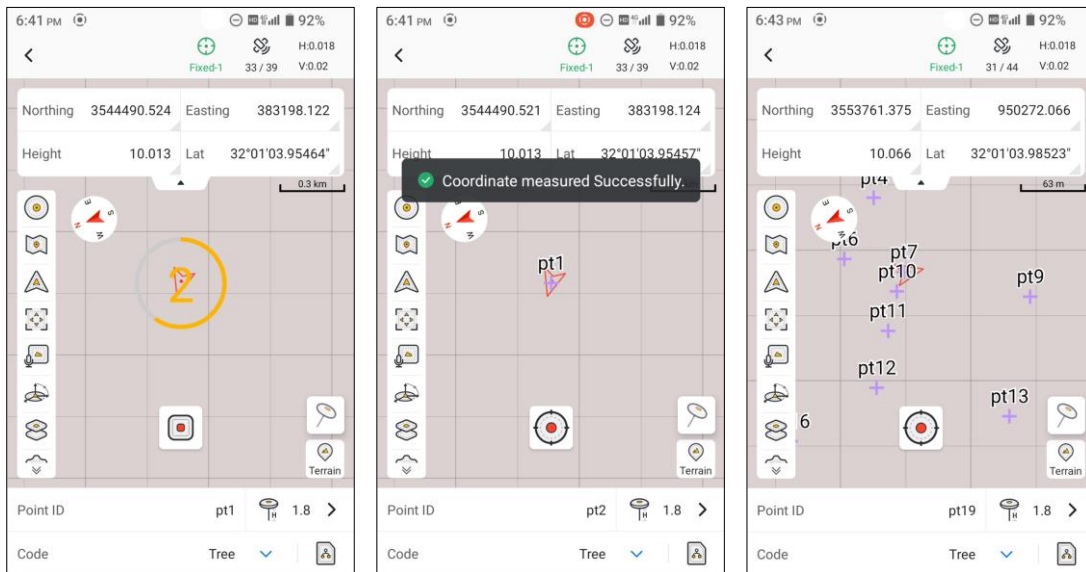 6:41 PM 92%
H:0.018
Fixed-1 33 / 39 V:0.02
Northing 3544490.524 Easting 383198.122
Height 10.013 Lat 32°01'03.95464"
0.3 km
E
S
N
W
2
Terrain
Point ID pt1 H 1.8
Code Tree
6:41 PM 92%
H:0.018
Fixed-1 33 / 39 V:0.02
Northing 3544490.521 Easting 383198.124
Height 10.013 Lat 32°01'03.95457"
Coordinate measured Successfully.
E
S
N
W
pt1
Terrain
Point ID pt2 H 1.8
Code Tree
6:43 PM 92%
H:0.018
Fixed-1 31 / 44 V:0.02
Northing 3553761.375 Easting 950272.066
Height 10.066 Lat 32°01'03.98523"
pt4
63 m
E
S
N
W
pt6
pt7
pt10
pt9
pt11
pt12
pt13
6
Terrain
Point ID pt19 H 1.8
Code Tree